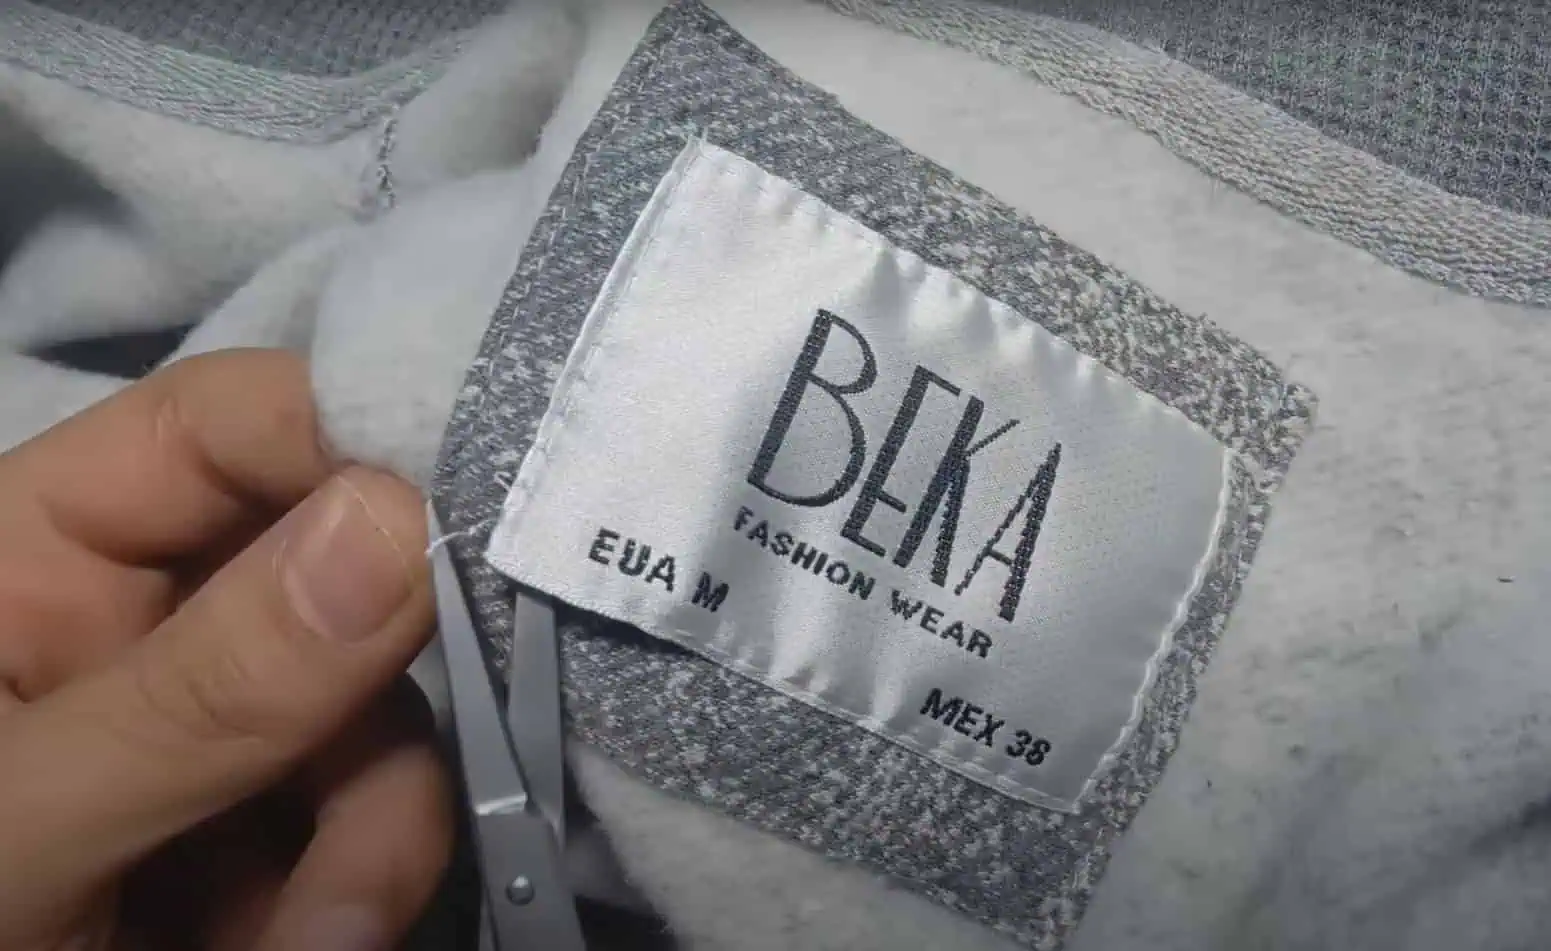 BEKA
FASHION WEAR
EUA M
MEX 38